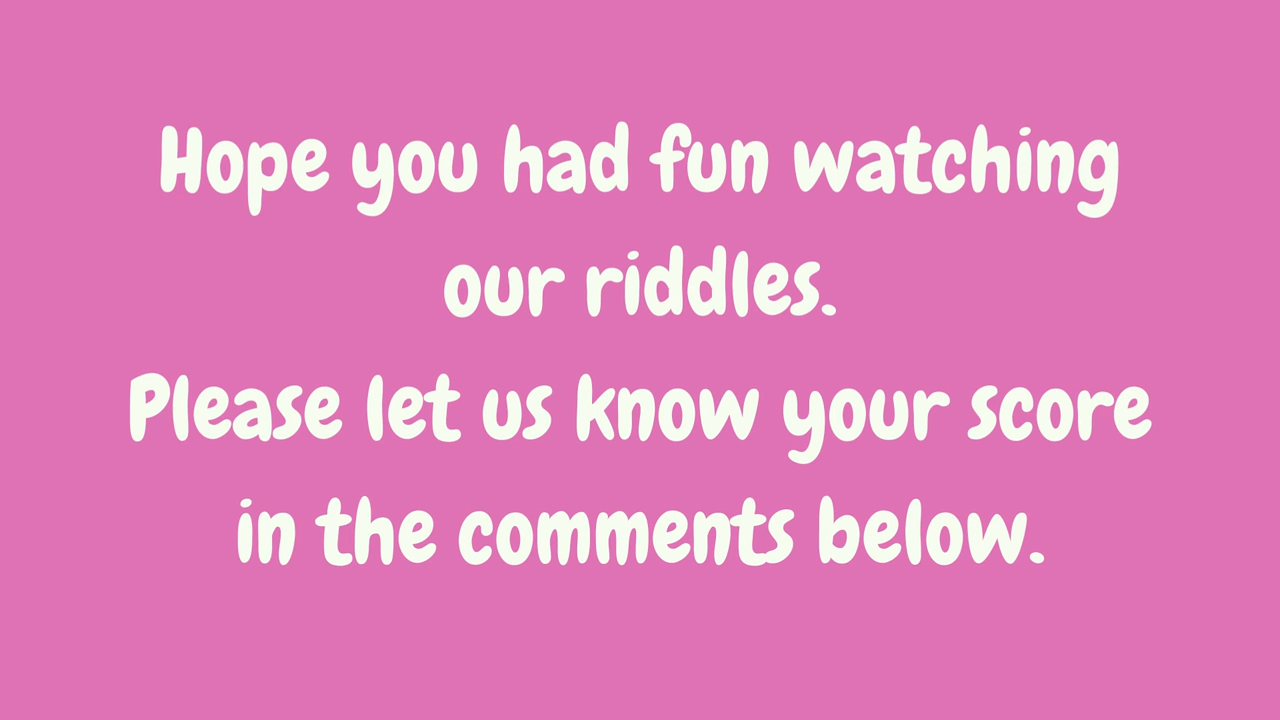 Hope you had fun watching
our riddles.
Please let us know your score
in the comments below.